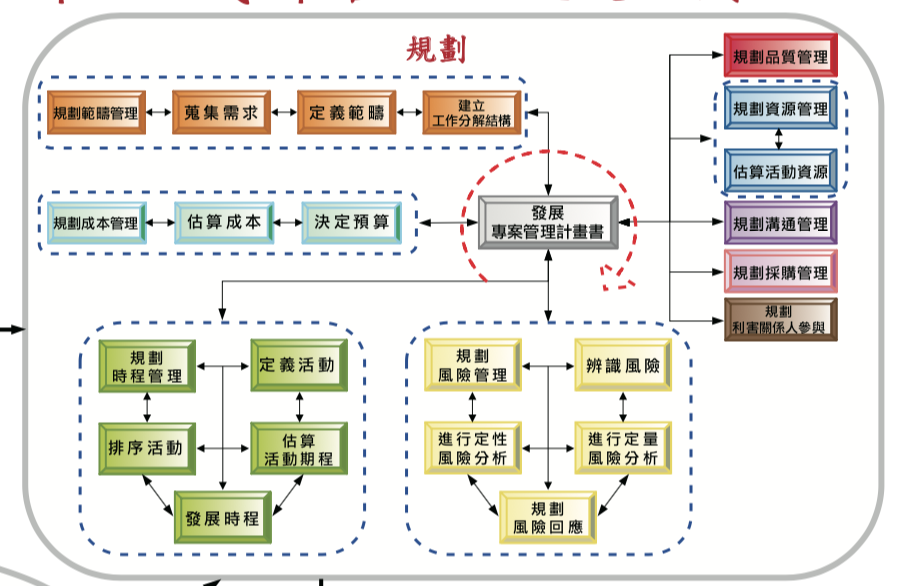 規劃
規劃範疇管理
蒐集需求
定義範疇
建立
工作分解結構
規劃成本管理
估算成本
決定預算
發展
專案管理計畫書
規劃品質管理
規劃資源管理
估算活動資源
規劃溝通管理
規劃採購管理
規劃
利害關係人參與
規劃
時程管理
定義活動
排序活動
估算
活動期程
發展時程
規劃
風險管理
辨識風險
進行定性
風險分析
進行定量
風險分析
規劃
風險回應